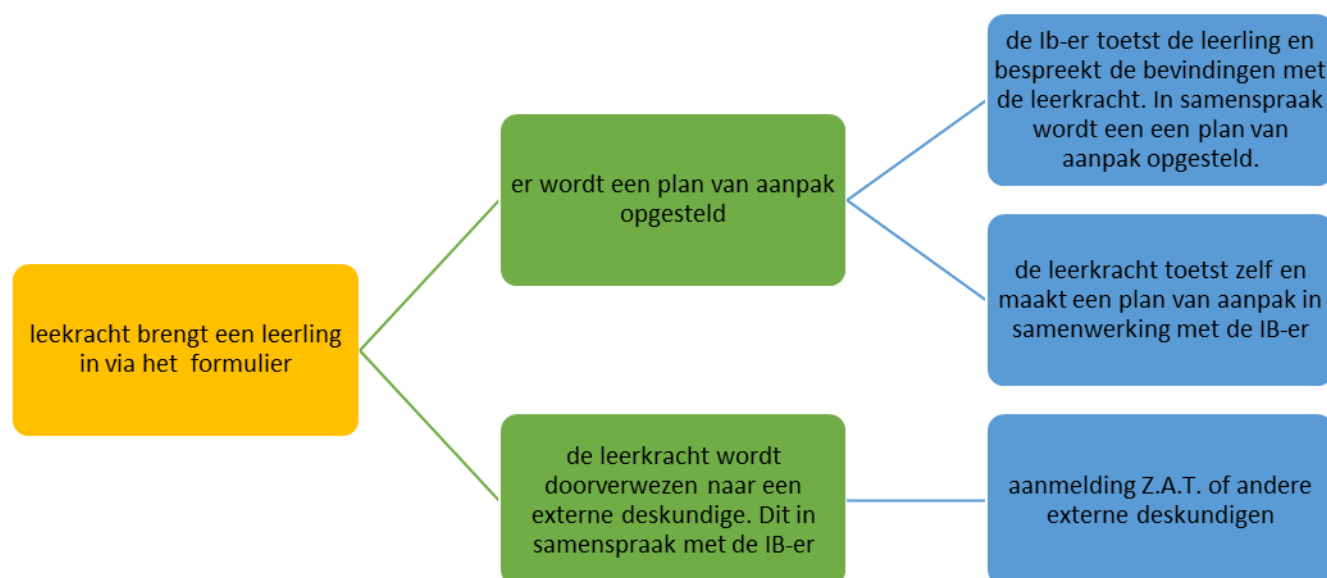 leekracht brengt een leerling
in via het formulier
er wordt een plan van aanpak
opgesteld
de Ib-er toetst de leerling en
bespreekt de bevindingen met
de leerkracht. In samenspraak
wordt een een plan van
aanpak opgesteld.
de leerkracht toetst zelf en
maakt een plan van aanpak in
samenwerking met de IB-er
de leerkracht wordt
doorverwezen naar een
externe deskundige. Dit in
samenspraak met de IB-er
aanmelding Z.A.T. of andere
externe deskundigen